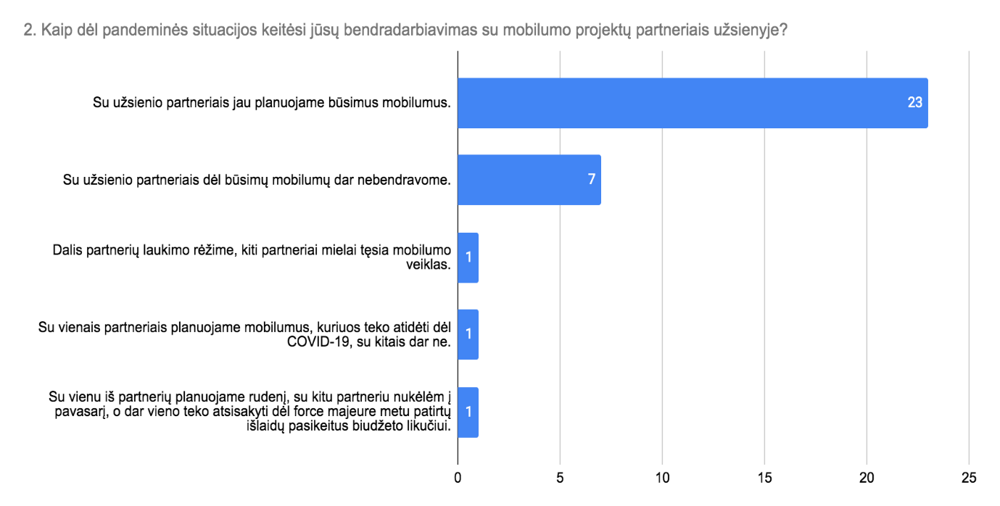 2. Kaip dėl pandeminės situacijos keitėsi jūsų bendradarbiavimas su mobilumo projektų partneriais užsienyje?
Su užsienio partneriais jau planuojame būsimus mobilumus.
23
Su užsienio partneriais dėl būsimų mobilumų dar nebendravome.
7
Dalis partnerių laukimo rėžime, kiti partneriai mielai tęsia mobilumo
veiklas.
1
Su vienais partneriais planuojame mobilumus, kuriuos teko atidėti dėl
COVID-19, su kitais dar ne.
1
Su vienu iš partnerių planuojame rudenį, su kitu partneriu nukėlėm į
pavasarį, o dar vieno teko atsisakyti dėl force majeure metu patirtų
išlaidų pasikeitus biudžeto likučiui.
1
0 5 10 15 20 25